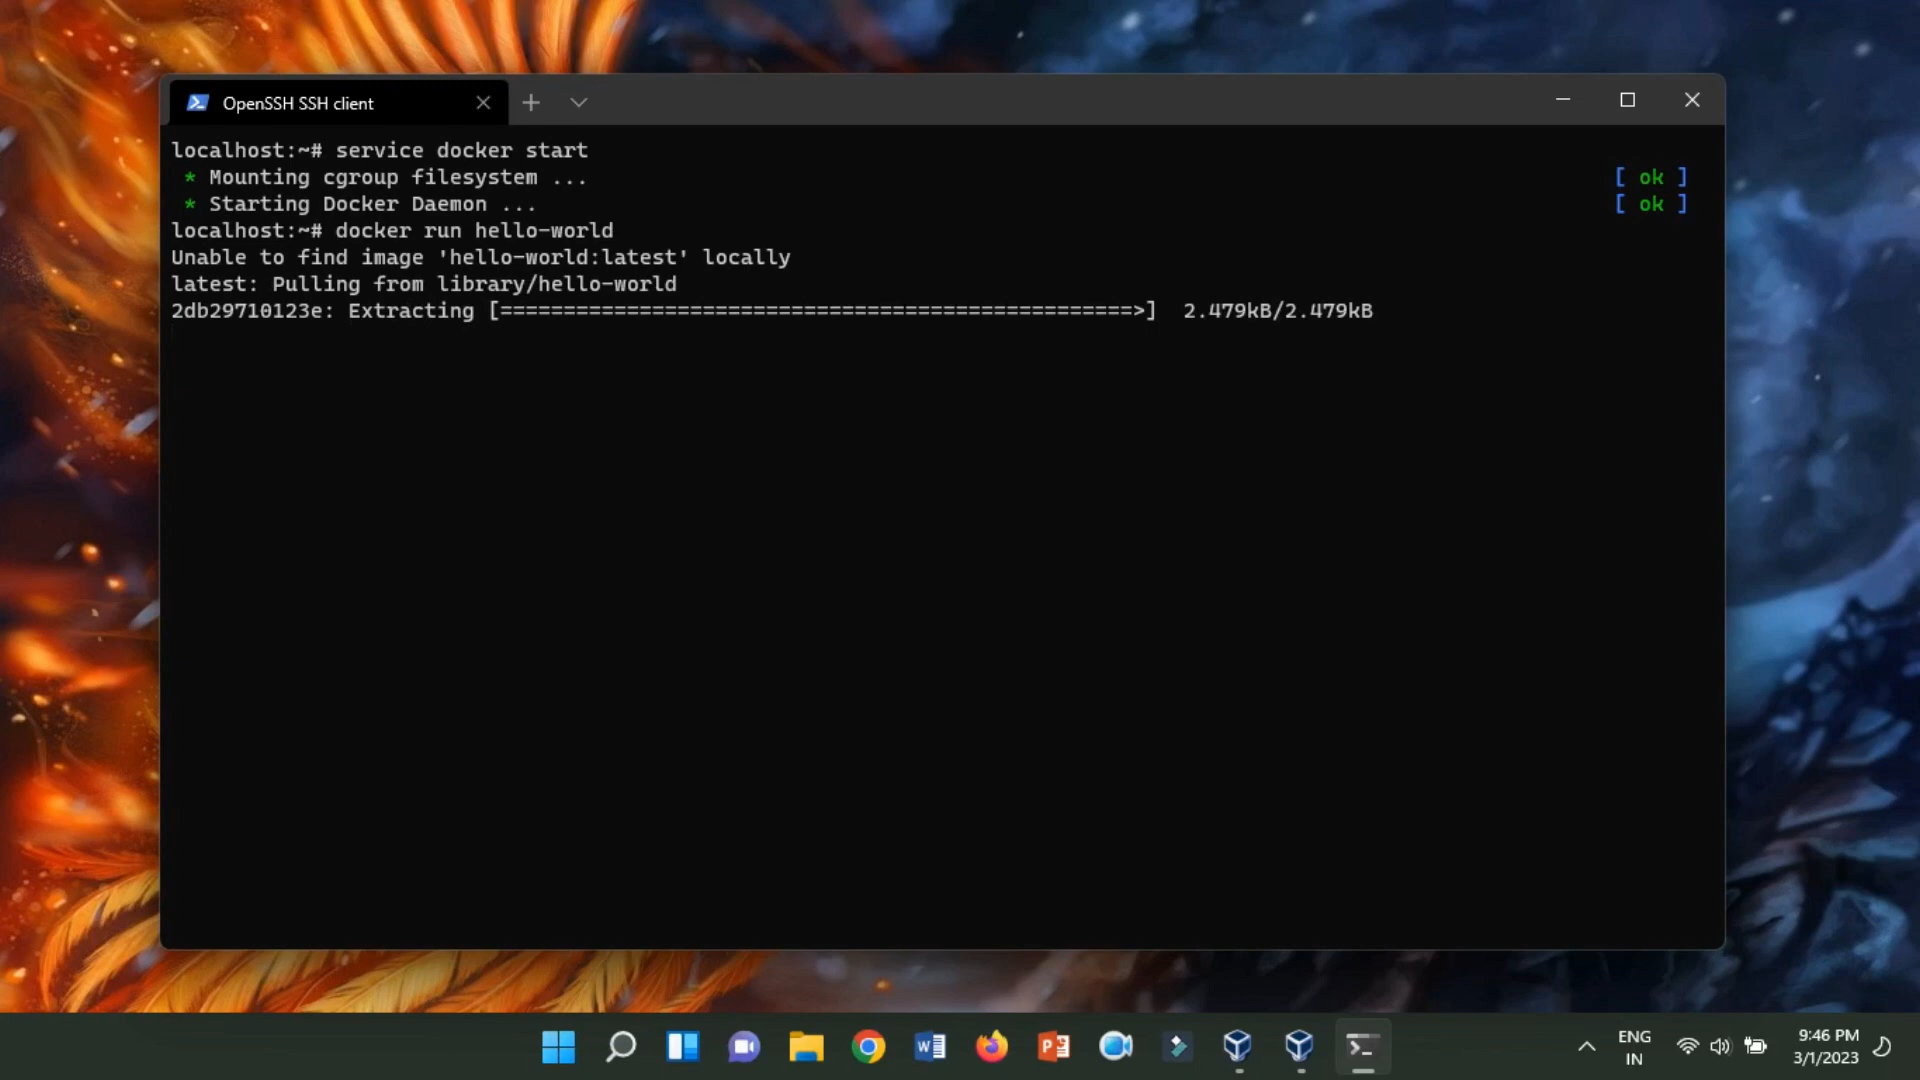 OpenSSH SSH client
localhost:~# service docker start
* Mounting cgroup filesystem ... [ ok ]
* Starting Docker Daemon ... [ ok ]
localhost:~# docker run hello-world
Unable to find image 'hello-world:latest' locally
latest: Pulling from library/hello-world
2db29710123e: Extracting [==================================================>] 2.479kB/2.479kB
ENG
IN
9:46 PM
3/1/2023